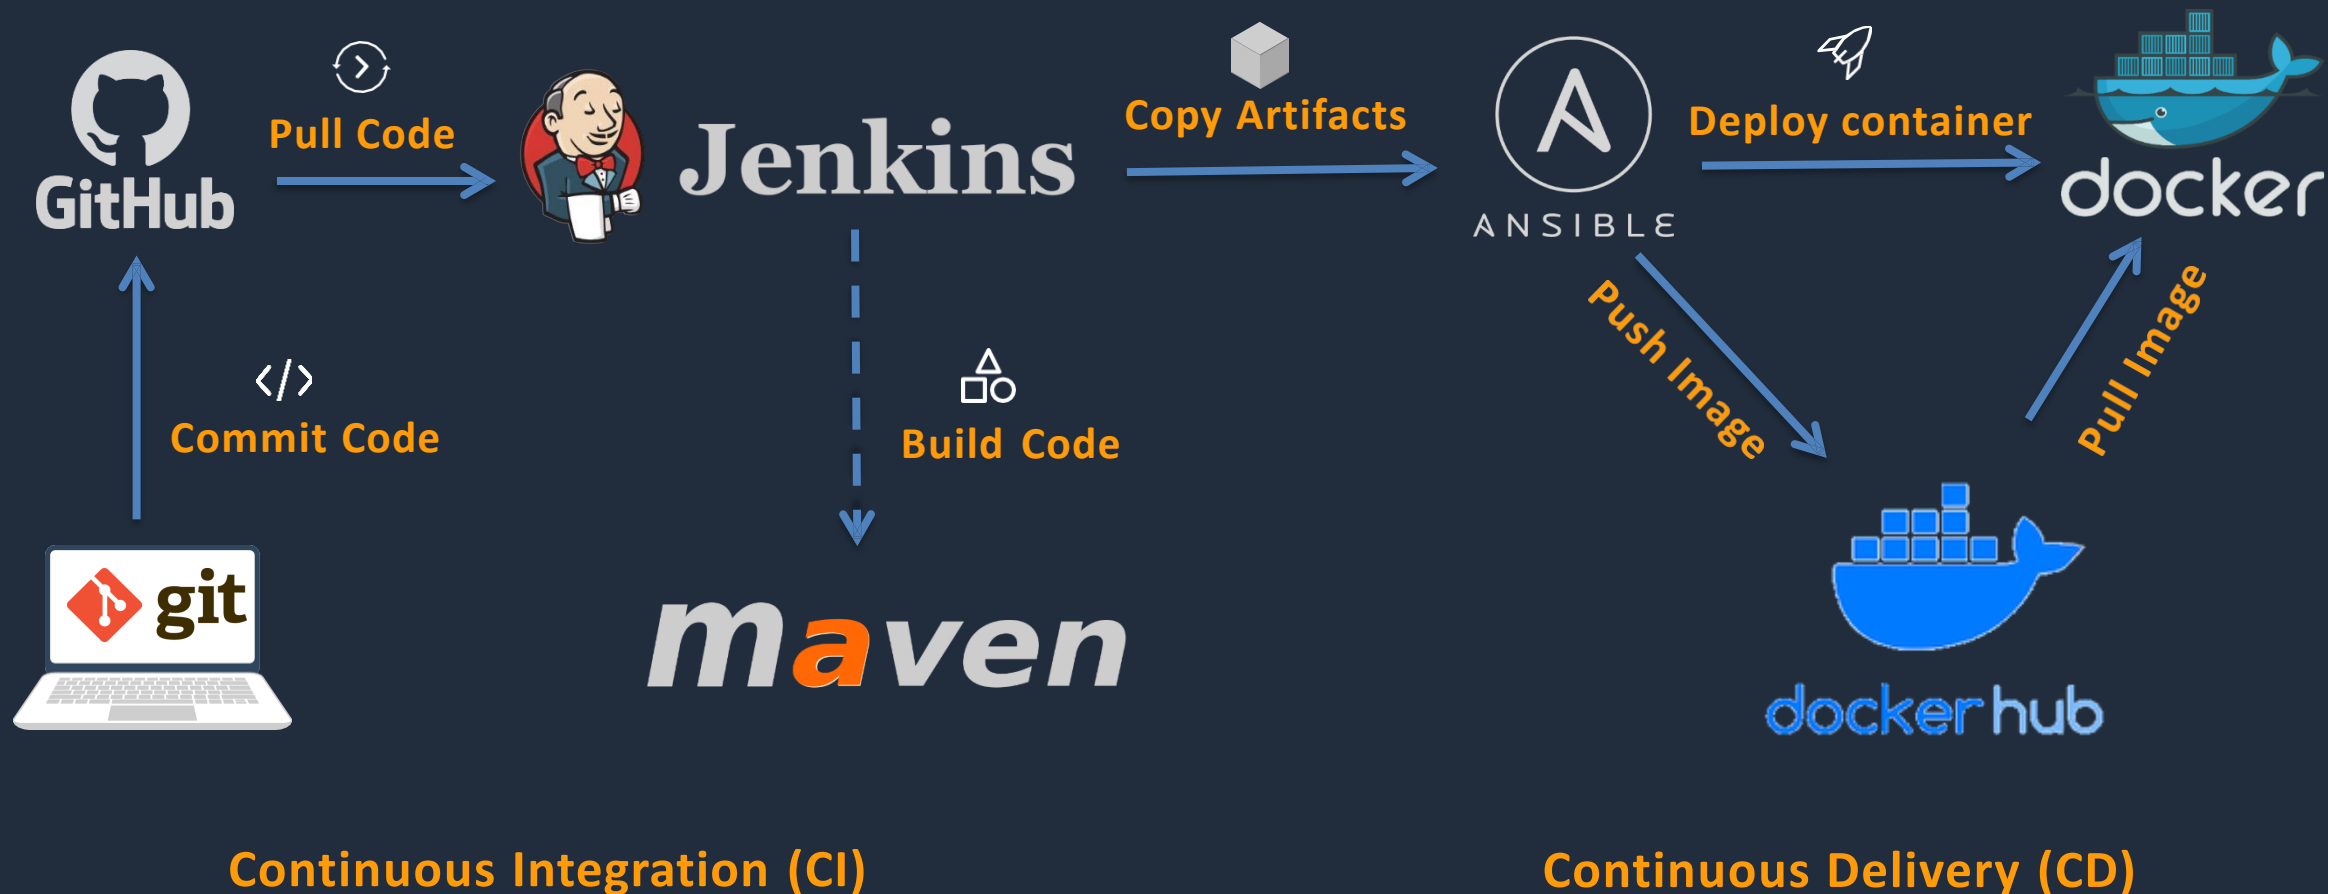 GitHub
Pull Code
Jenkins
Copy Artifacts
ANSIBLE
Deploy container
docker
Commit Code
Build Code
Push Image
Pull Image
git
maven
docker hub
Continuous Integration (CI)
Continuous Delivery (CD)